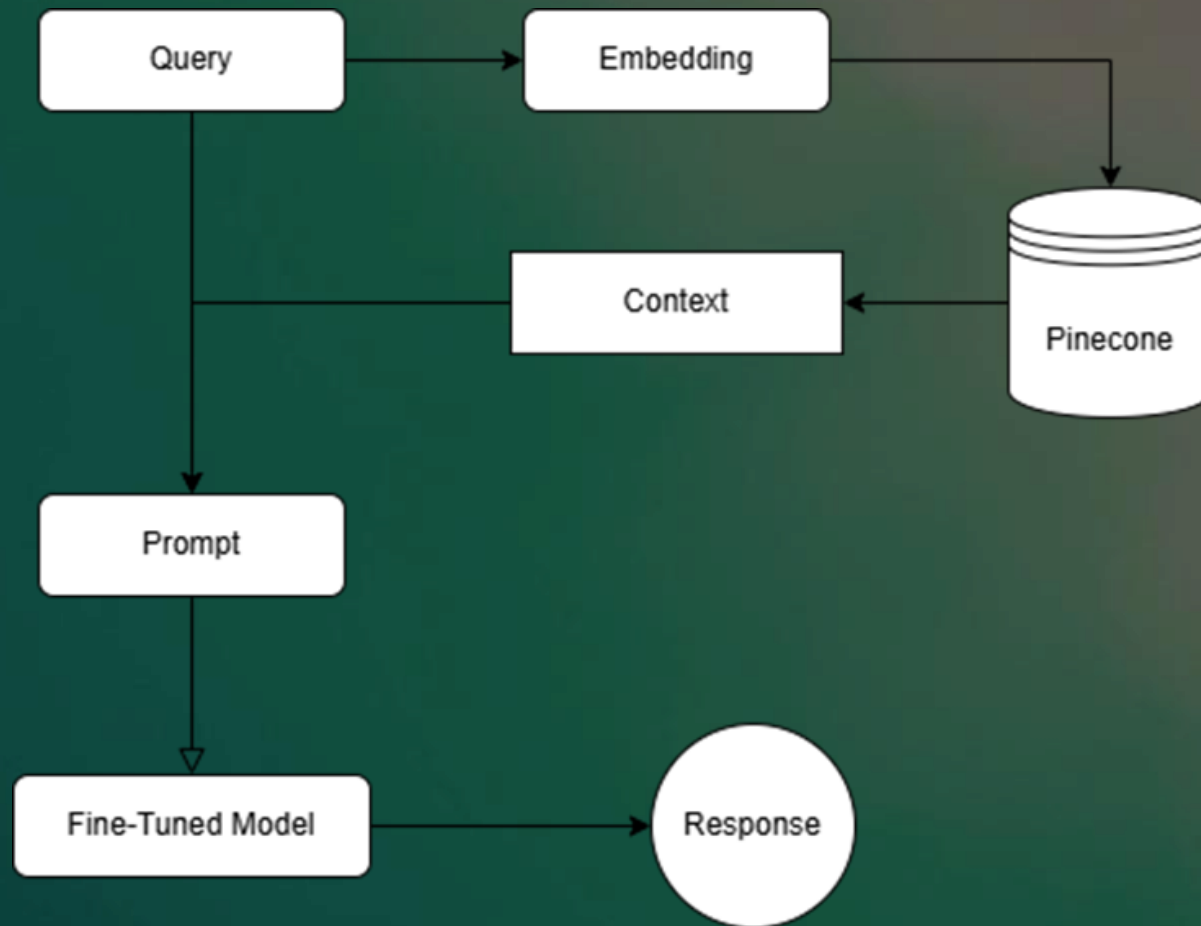 Query
Embedding
Context
Pinecone
Prompt
Fine-Tuned Model
Response